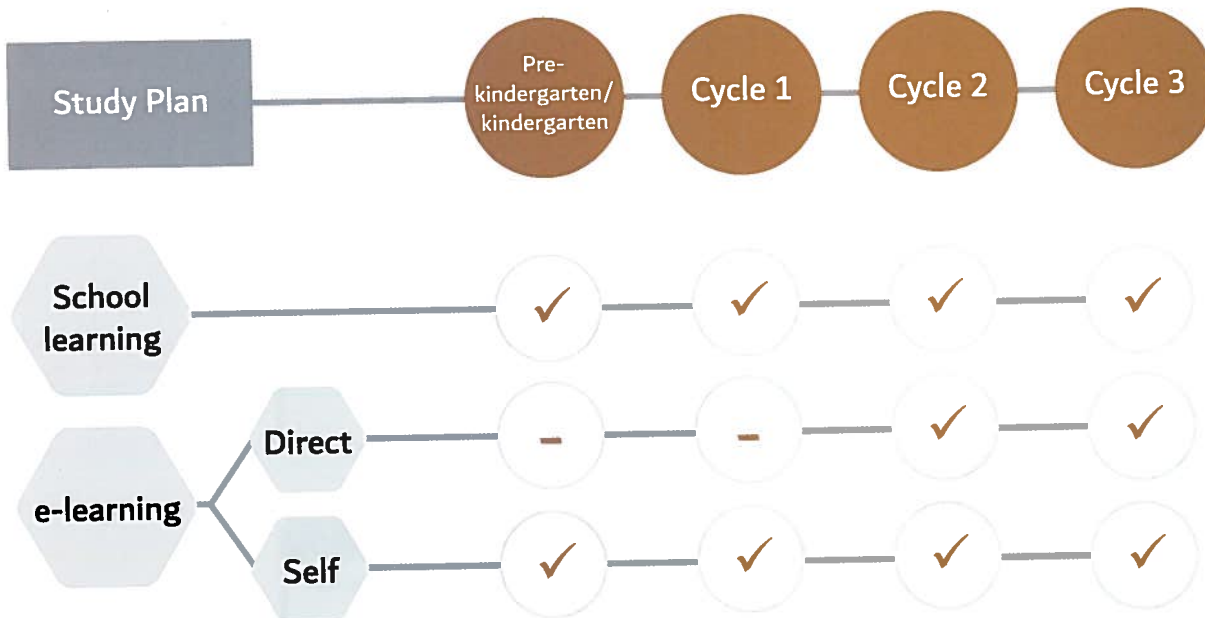 Study Plan
Pre-
kindergarten/
kindergarten
Cycle 1
Cycle 2
Cycle 3
School
learning
✓ ✓ ✓ ✓
e-learning
Direct
- - ✓ ✓
Self
✓ ✓ ✓ ✓